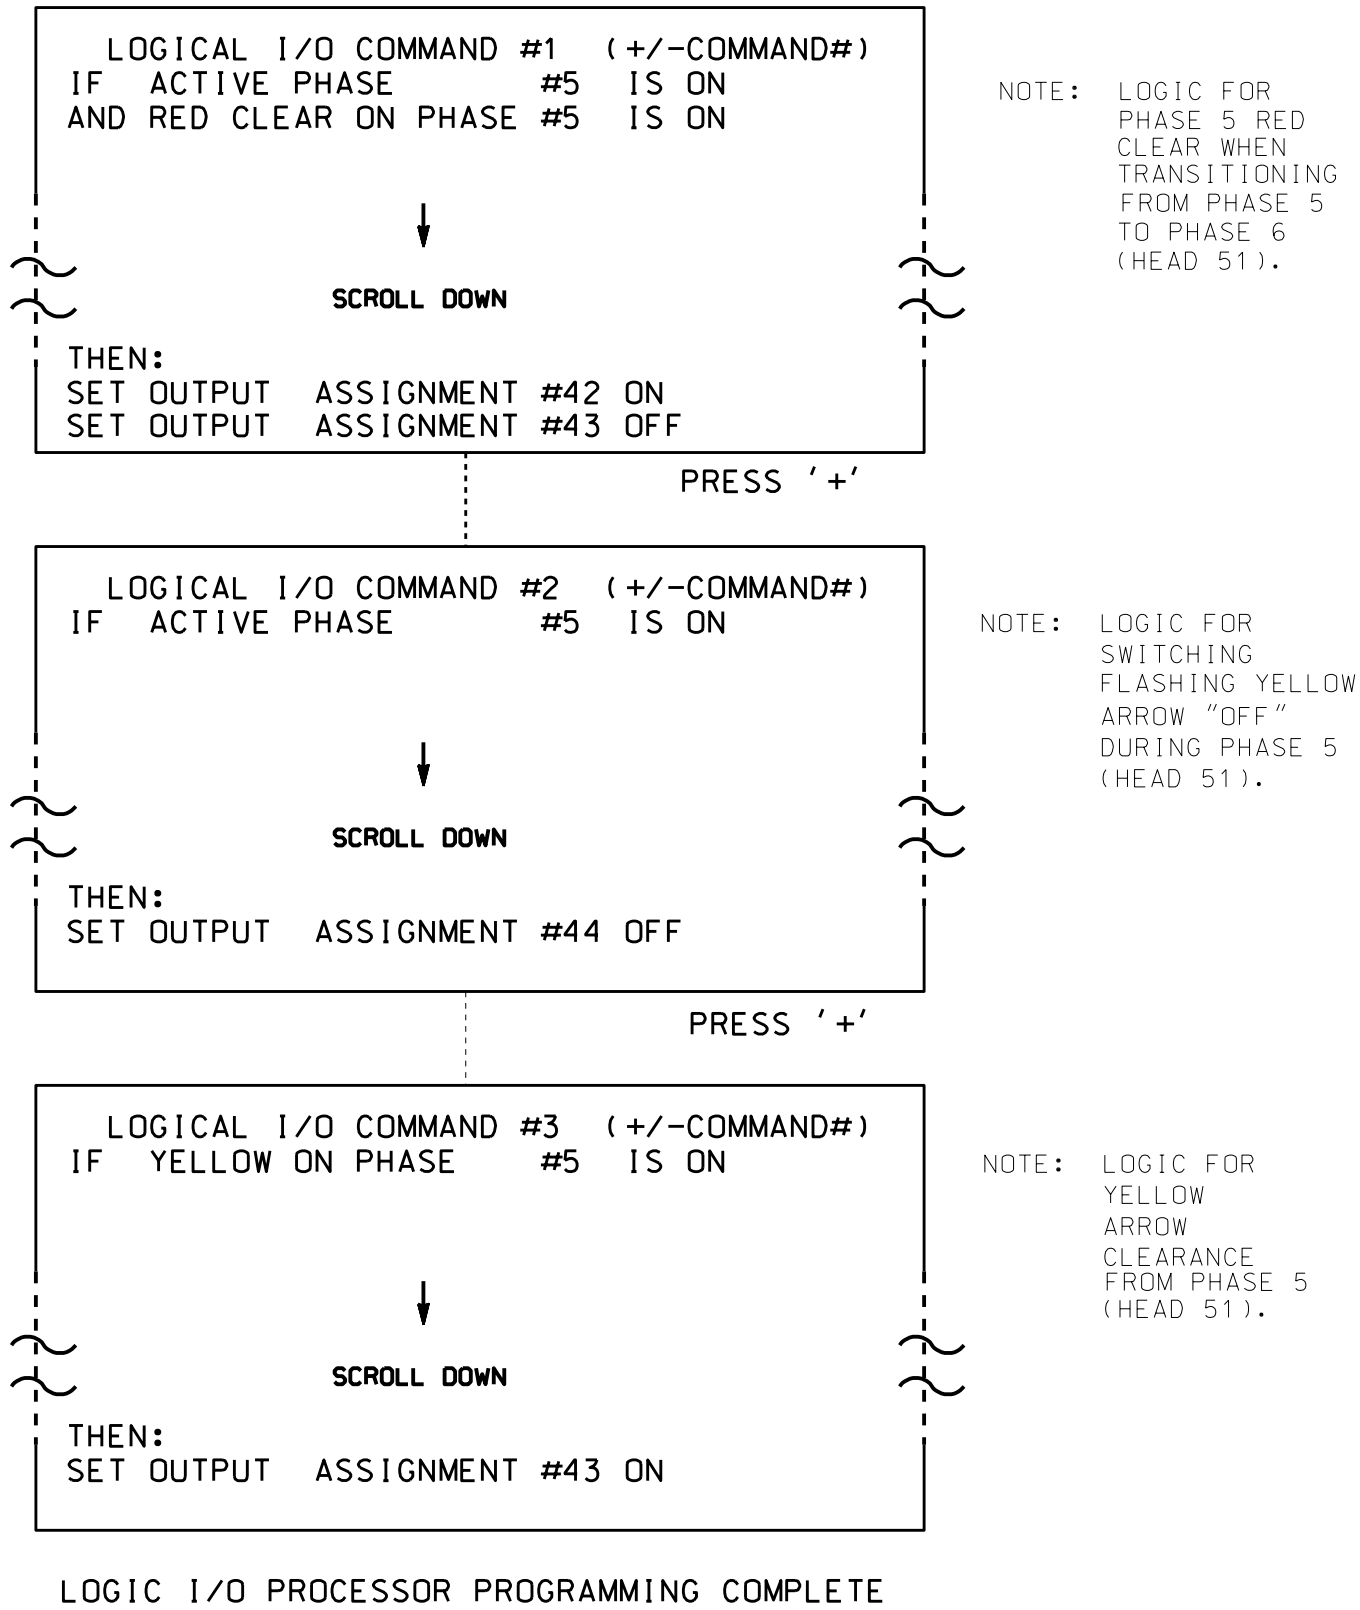 LOGICAL I/O COMMAND #1 (+/-COMMAND#)
IF ACTIVE PHASE #5 IS ON
AND RED CLEAR ON PHASE #5 IS ON
SCROLL DOWN
THEN:
SET OUTPUT ASSIGNMENT #42 ON
SET OUTPUT ASSIGNMENT #43 OFF
NOTE: LOGIC FOR
PHASE 5 RED
CLEAR WHEN
TRANSITIONING
FROM PHASE 5
TO PHASE 6
(HEAD 51).
PRESS '+'
LOGICAL I/O COMMAND #2 (+/-COMMAND#)
IF ACTIVE PHASE #5 IS ON
SCROLL DOWN
THEN:
SET OUTPUT ASSIGNMENT #44 OFF
NOTE: LOGIC FOR
SWITCHING
FLASHING YELLOW
ARROW "OFF"
DURING PHASE 5
(HEAD 51).
PRESS '+'
LOGICAL I/O COMMAND #3 (+/-COMMAND#)
IF YELLOW ON PHASE #5 IS ON
SCROLL DOWN
THEN:
SET OUTPUT ASSIGNMENT #43 ON
NOTE: LOGIC FOR
YELLOW
ARROW
CLEARANCE
FROM PHASE 5
(HEAD 51).
LOGIC I/O PROCESSOR PROGRAMMING COMPLETE